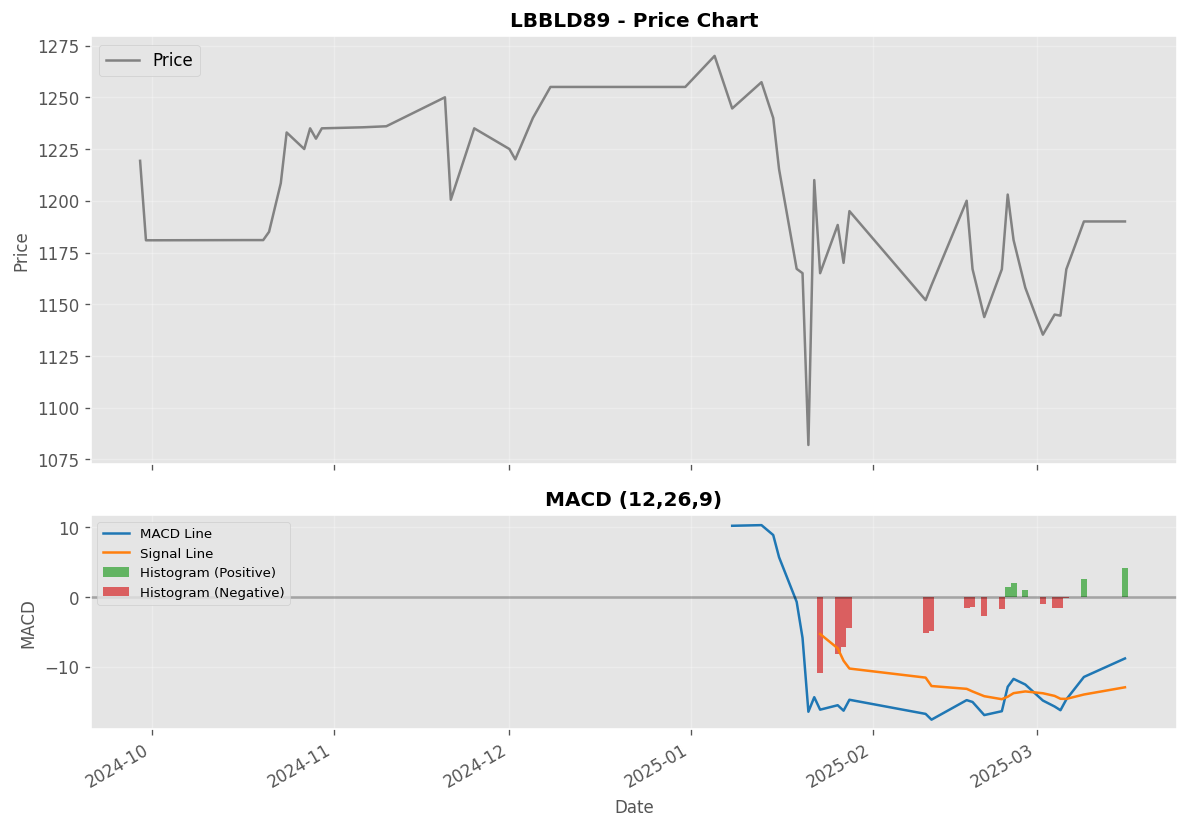 LBBLD89 - Price Chart
Price
1275
1250
1225
1200
1175
1150
1125
1100
1075
Price
MACD (12,26,9)
MACD Line
Signal Line
Histogram (Positive)
Histogram (Negative)
10
0
−10
MACD
2024-10
2024-11
2024-12
2025-01
2025-02
2025-03
Date